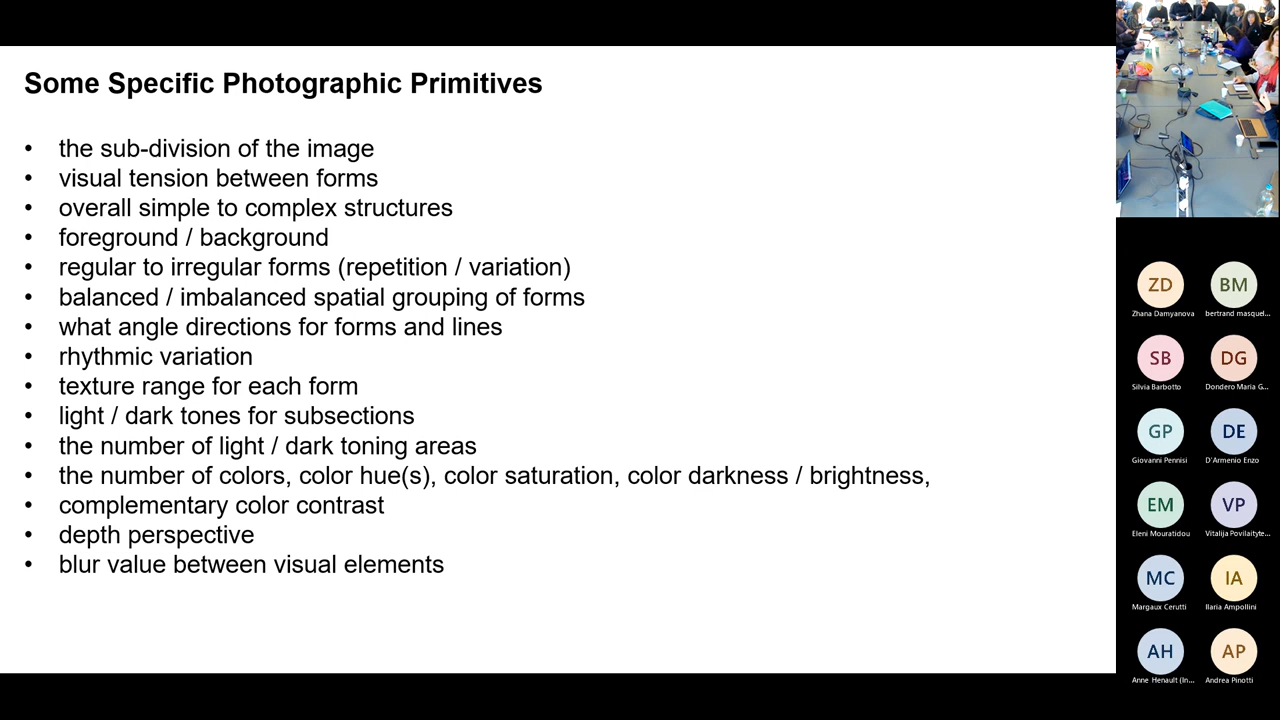 Some Specific Photographic Primitives
• the sub-division of the image
• visual tension between forms
• overall simple to complex structures
• foreground / background
• regular to irregular forms (repetition / variation)
• balanced / imbalanced spatial grouping of forms
• what angle directions for forms and lines
• rhythmic variation
• texture range for each form
• light / dark tones for subsections
• the number of light / dark toning areas
• the number of colors, color hue(s), color saturation, color darkness / brightness,
• complementary color contrast
• depth perspective
• blur value between visual elements
ZD BM
Zhana Damyanova bertrand masquel...
SB DG
Silvia Barbotto Dondero Maria G...
GP DE
Giovanni Pennisi D'Armenio Enzo
EM VP
Eleni Mouratidou Vitalija Povilaityte...
MC IA
Margaux Cerutti Ilaria Ampollini
AH AP
Anne Henault (In... Andrea Pinotti